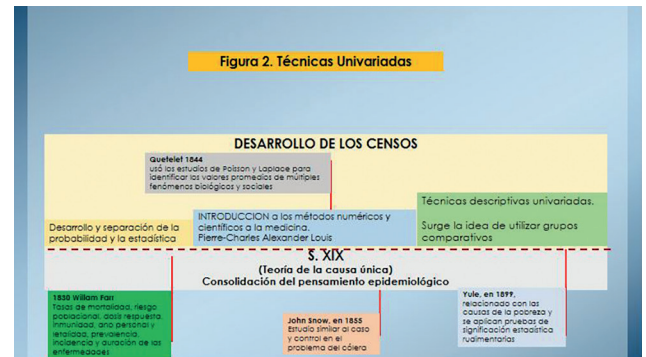 Figura 2. Técnicas Univariadas
DESARROLLO DE LOS CENSOS
Quetelet 1844
usó los estudios de Poisson y Laplace para
identificar los valores promedios de múltiples
fenómenos biológicos y sociales
Técnicas descriptivas univariadas.
Surge la idea de utilizar grupos
comparativos
INTRODUCCION a los métodos numéricos y
científicos a la medicina.
Pierre-Charles Alexander Louis
Desarrollo y separación de la
probabilidad y la estadística
S. XIX
(Teoría de la causa única)
Consolidación del pensamiento epidemiológico
1830 Willam Farr
Tasas de mortalidad, riesgo
poblacional, dosis respuesta,
inmunidad, año personal y
letalidad, prevalencia,
incidencia y duración de las
enfermedades
John Snow, en 1855
Estudio similar al caso
y control en el
problema del cólera
Yule, en 1899,
relacionado con las
causas de la pobreza y
se aplican pruebas de
significación estadística
rudimentarias